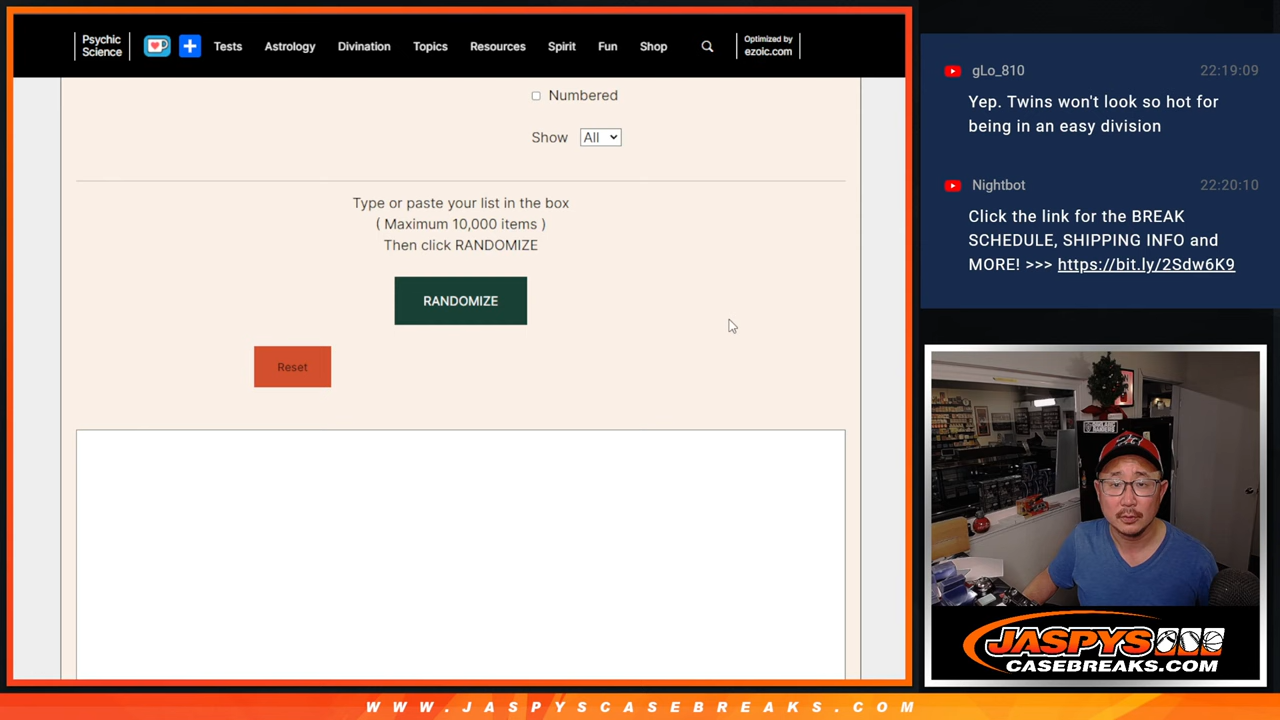 Psychic
Science
Tests
Astrology
Divination
Topics
Resources
Spirit
Fun
Shop
Optimized by
ezoic.com
Numbered
Show All
Type or paste your list in the box
( Maximum 10,000 items )
Then click RANDOMIZE
RANDOMIZE
Reset
gLo_810 22:19:09
Yep. Twins won't look so hot for
being in an easy division
Nightbot 22:20:10
Click the link for the BREAK
SCHEDULE, SHIPPING INFO and
MORE! >>> https://bit.ly/2Sdw6K9
JASPYS
CASEBREAKS.COM
WWW.JASPYSCASEBREAKS.COM